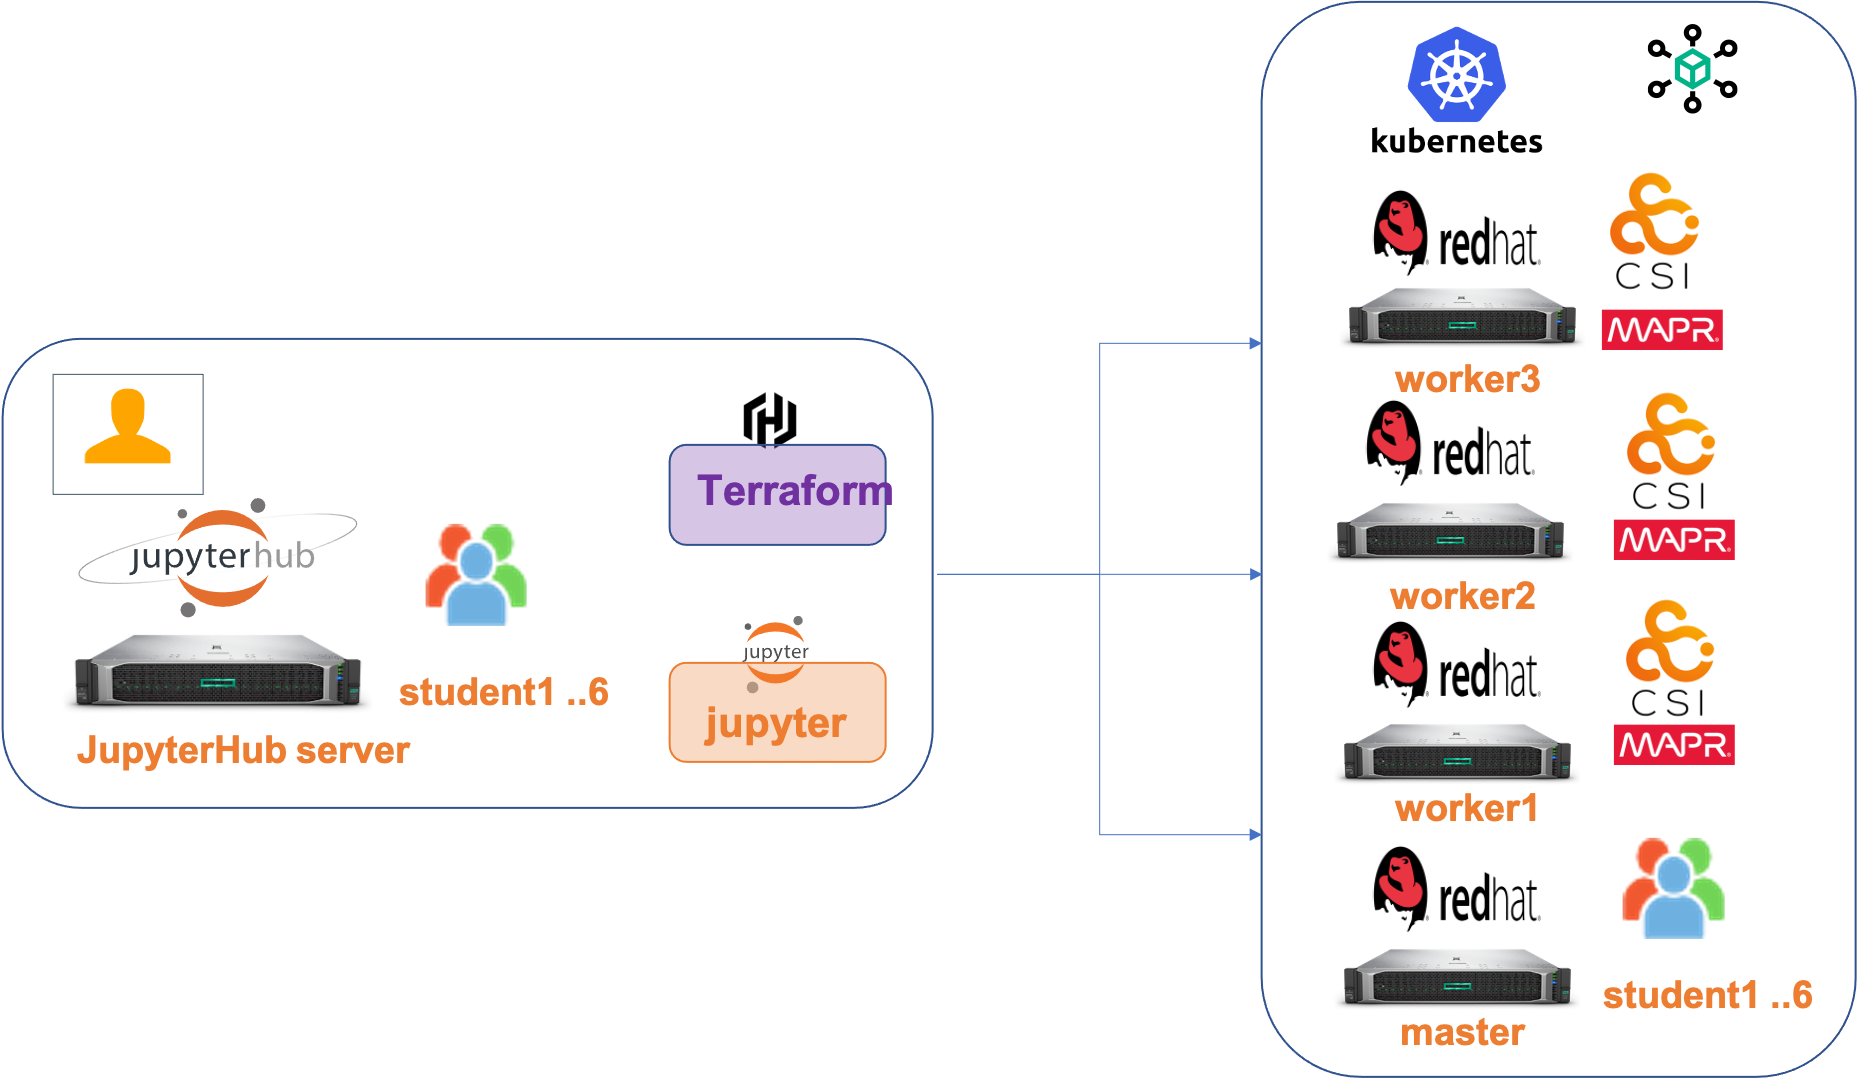 jupyterhub
student1 ..6
JupyterHub server
Terraform
jupyter
jupyter
kubernetes
redhat.
CSI
MAPR
worker3
redhat.
CSI
MAPR
worker2
redhat.
CSI
MAPR
worker1
redhat.
student1 ..6
master